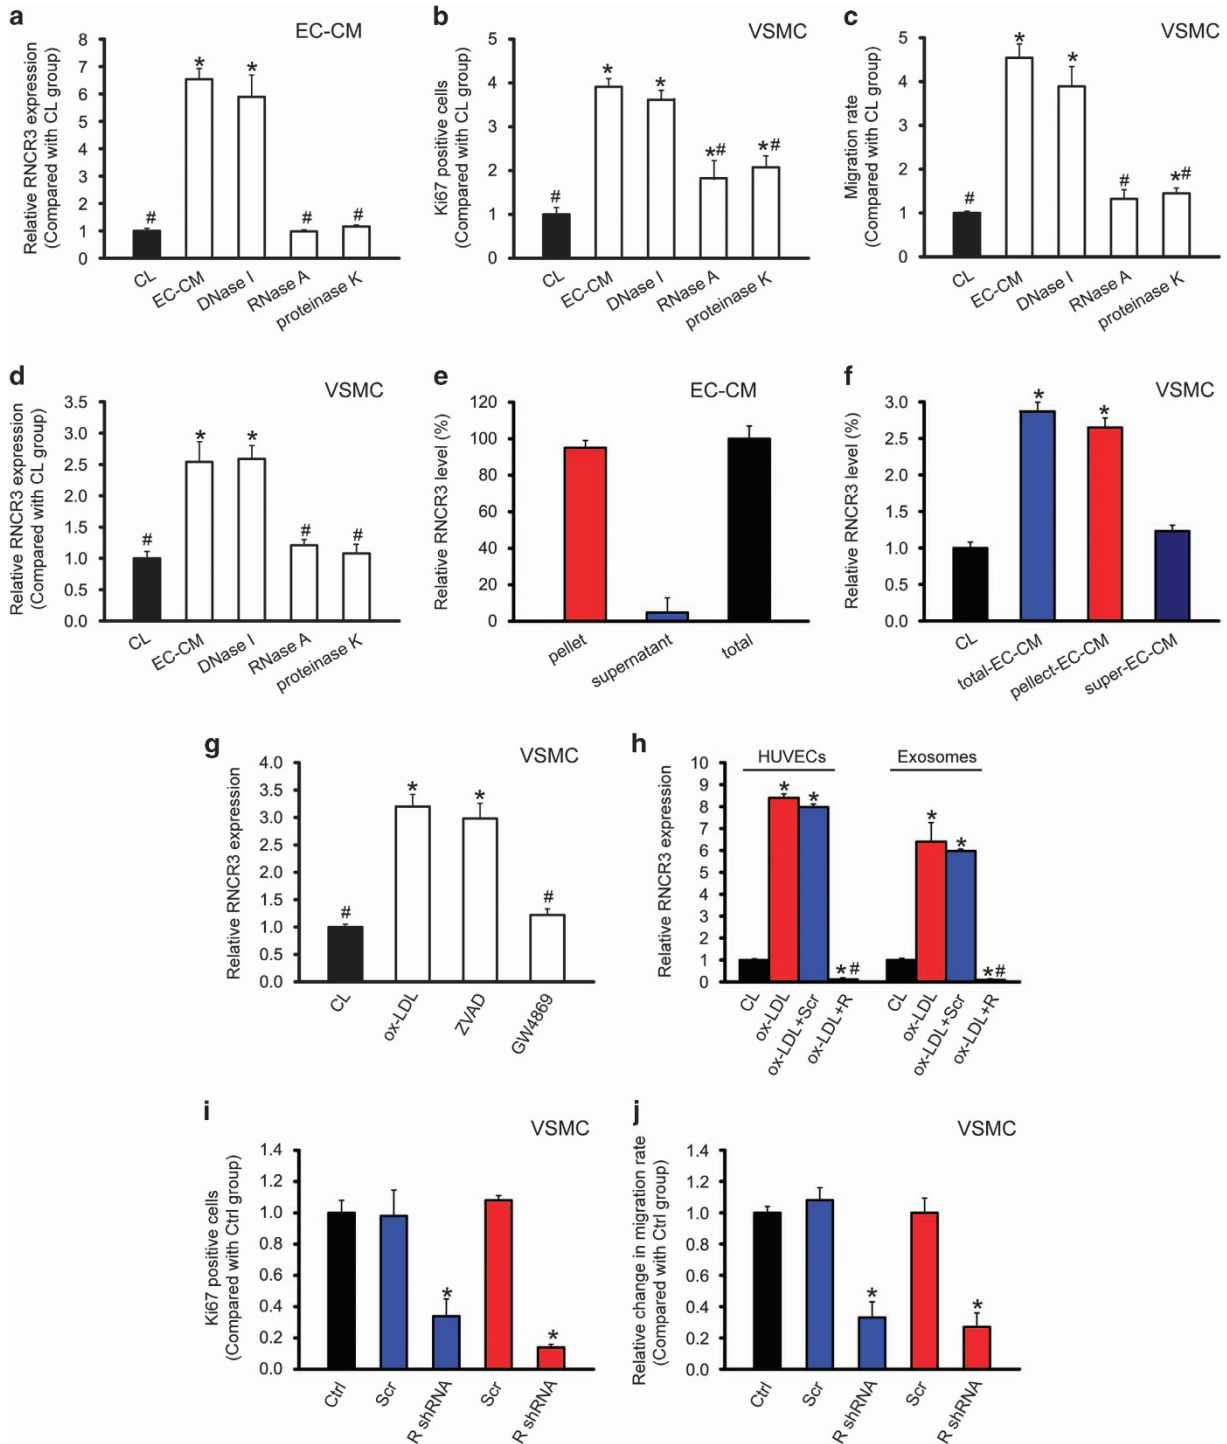 a
EC-CM
Relative RNCR3 expression
(Compared with CL group)
8
7
6
5
4
3
2
1
0
#
*
*
#
#
CL
EC-CM
DNase I
RNase A
proteinase K
b
VSMC
Ki67 positive cells
(Compared with CL group)
5
4
3
2
1
0
#
*
*
*#
*#
CL
EC-CM
DNase I
RNase A
proteinase K
c
VSMC
Migration rate
(Compared with CL group)
5
4
3
2
1
0
#
*
*
#
*#
CL
EC-CM
DNase I
RNase A
proteinase K
d
VSMC
Relative RNCR3 expression
(Compared with CL group)
3.5
3.0
2.5
2.0
1.5
1.0
0.5
0.0
#
*
*
#
#
CL
EC-CM
DNase I
RNase A
proteinase K
e
EC-CM
Relative RNCR3 level (%)
120
100
80
60
40
20
0
pellet
supernatant
total
f
VSMC
Relative RNCR3 level (%)
3.0
2.5
2.0
1.5
1.0
0.5
0.0
*
*
CL
total-EC-CM
pellect-EC-CM
super-EC-CM
g
VSMC
Relative RNCR3 expression
4.0
3.5
3.0
2.5
2.0
1.5
1.0
0.5
0.0
#
*
*
#
CL
ox-LDL
ZVAD
GW4869
h
HUVECs
Exosomes
Relative RNCR3 expression
10
9
8
7
6
5
4
3
2
1
0
*
*
*#
*
*
*#
CL
ox-LDL
ox-LDL+Scr
ox-LDL+R
CL
ox-LDL
ox-LDL+Scr
ox-LDL+R
i
VSMC
Ki67 positive cells
(Compared with Ctrl group)
1.4
1.2
1.0
0.8
0.6
0.4
0.2
0.0
*
*
Ctrl
Scr
R shRNA
Scr
R shRNA
j
VSMC
Relative change in migration rate
(Compared with Ctrl group)
1.4
1.2
1.0
0.8
0.6
0.4
0.2
0.0
*
*
Ctrl
Scr
R shRNA
Scr
R shRNA